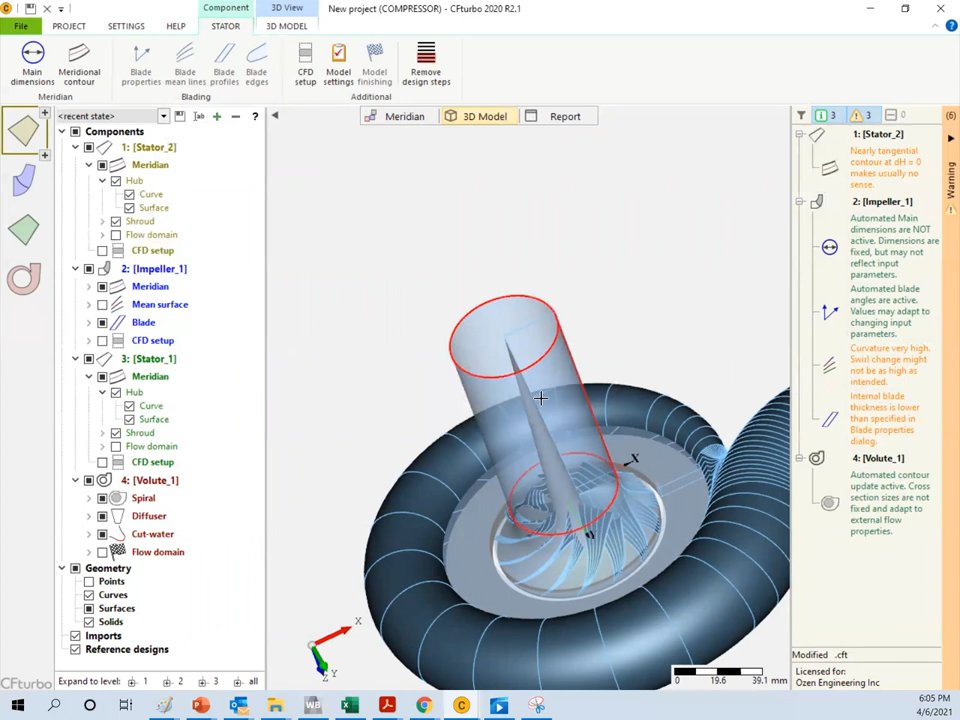 Component
3D View
New project (COMPRESSOR) - CFturbo 2020 R2.1
File
PROJECT
SETTINGS
HELP
STATOR
3D MODEL
Main dimensions
Meridional contour
Blade properties
Blade mean lines
Blade profiles
Blade edges
CFD setup
Model settings
Model finishing
Remove design steps
Meridian
Blading
Additional
<recent state>
Meridian
3D Model
Report
3
3
0
(6)
Components
1: [Stator_2]
Meridian
Hub
Curve
Surface
Shroud
Flow domain
CFD setup
2: [Impeller_1]
Meridian
Mean surface
Blade
CFD setup
3: [Stator_1]
Meridian
Hub
Curve
Surface
Shroud
Flow domain
CFD setup
4: [Volute_1]
Spiral
Diffuser
Cut-water
Flow domain
Geometry
Points
Curves
Surfaces
Solids
Imports
Reference designs
Expand to level:
1
2
3
all
CFturbo
X
y
X
Y
Z
0
19.6
39.1 mm
1: [Stator_2]
Nearly tangential
contour at dH = 0
makes usually no
sense.
2: [Impeller_1]
Automated Main
dimensions are NOT
active. Dimensions are
fixed, but may not
reflect input
parameters.
Automated blade
angles are active.
Values may adapt to
changing input
parameters.
Curvature very high.
Swirl change might
not be as high as
intended.
Internal blade
thickness is lower
than specified in
Blade properties
dialog.
4: [Volute_1]
Automated contour
update active. Cross
section sizes are not
fixed and adapt to
external flow
properties.
Warning
Modified .cft
Licensed for:
Ozen Engineering Inc
6:05 PM
4/6/2021